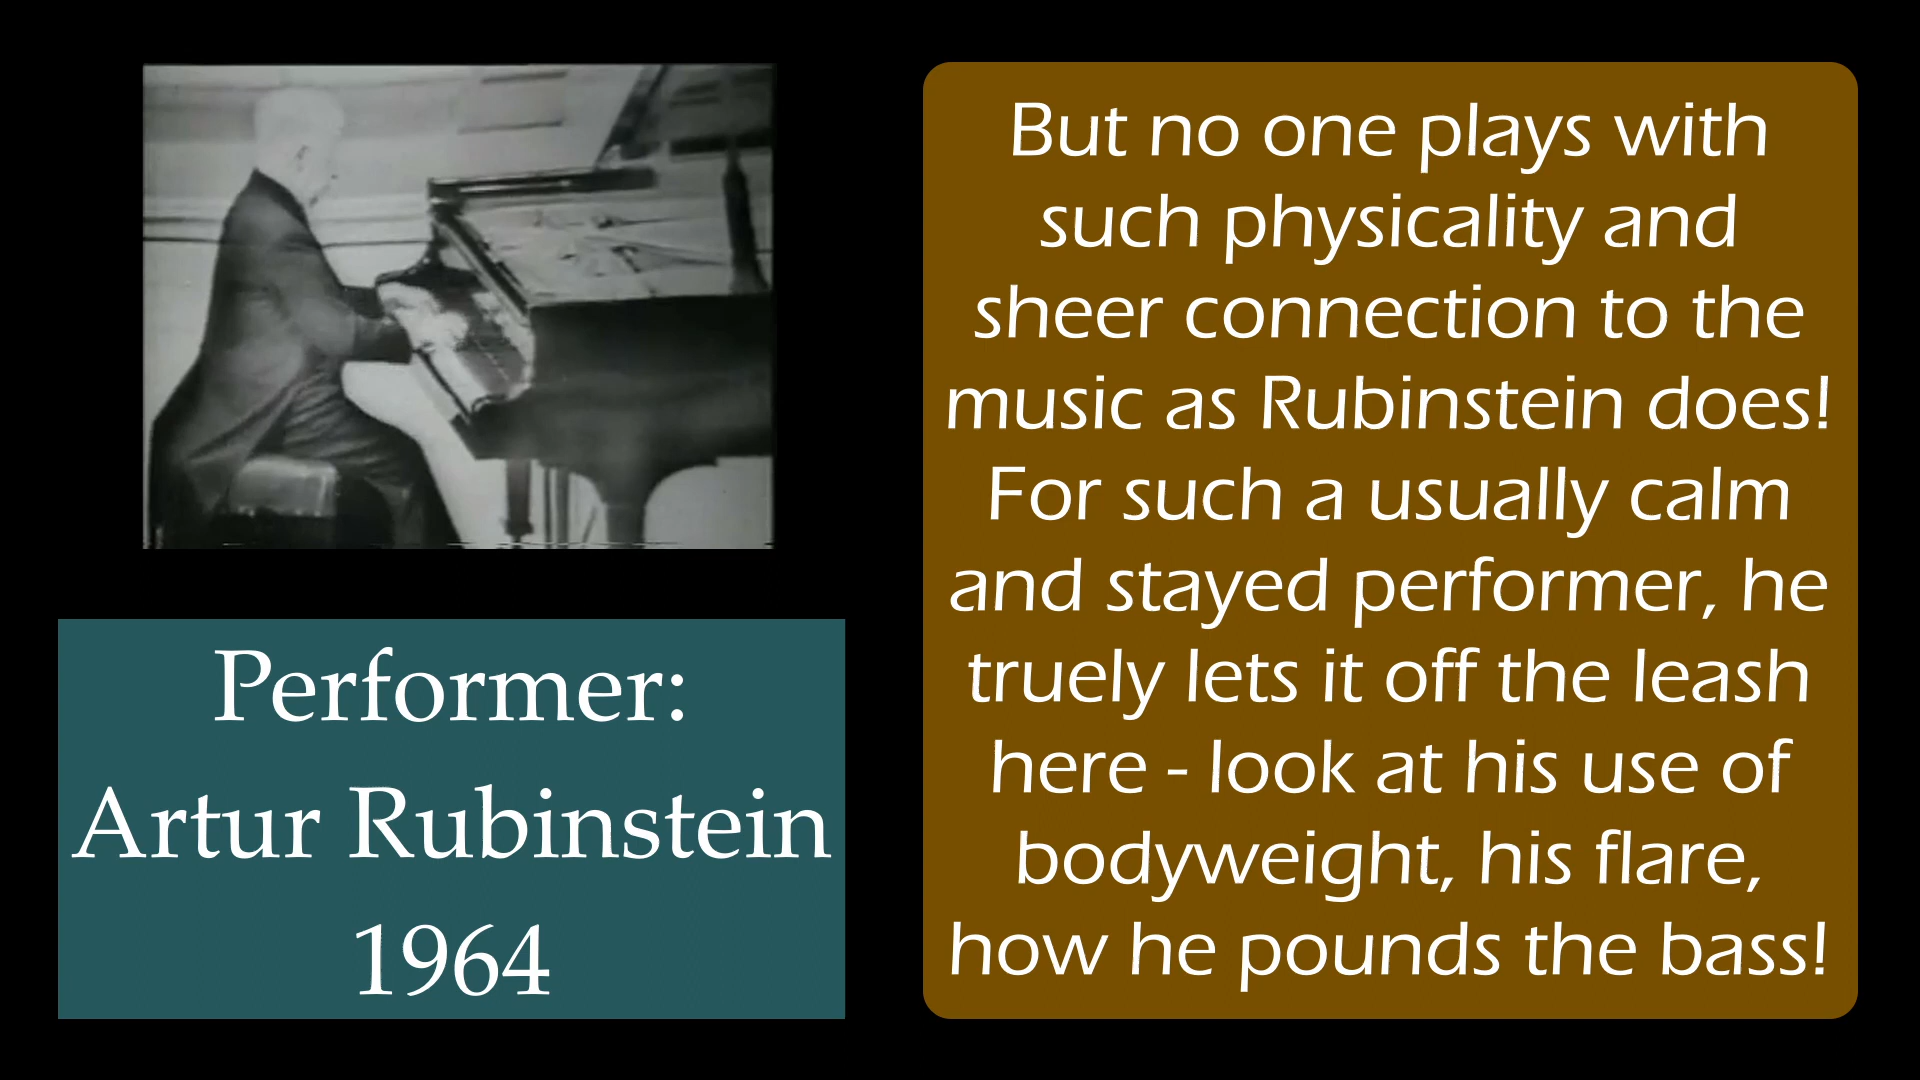 Performer:
Artur Rubinstein
1964
But no one plays with
such physicality and
sheer connection to the
music as Rubinstein does!
For such a usually calm
and stayed performer, he
truely lets it off the leash
here - look at his use of
bodyweight, his flare,
how he pounds the bass!